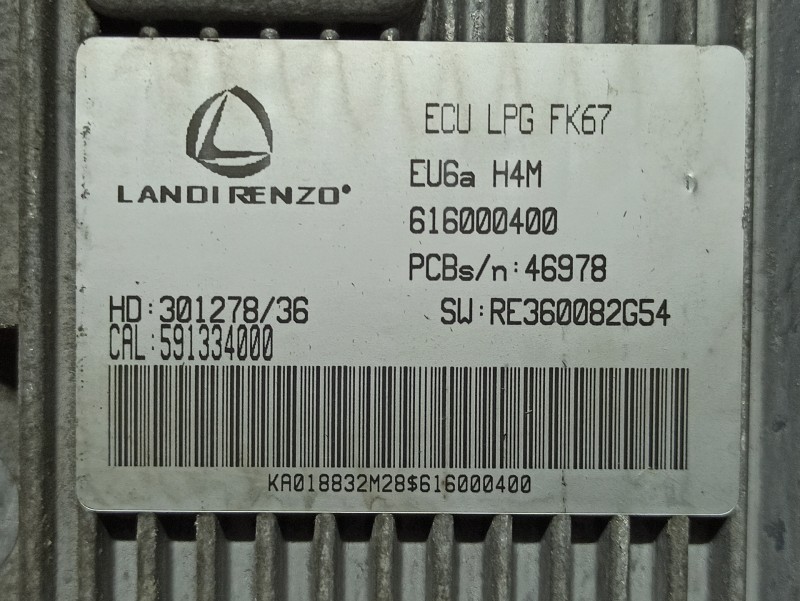 LANDIRENZO®
ECU LPG FK67
EU6a H4M
616000400
PCBs/n:46978
HD:301278/36 SW:RE360082G54
CAL:591334000
KA018832M28$616000400